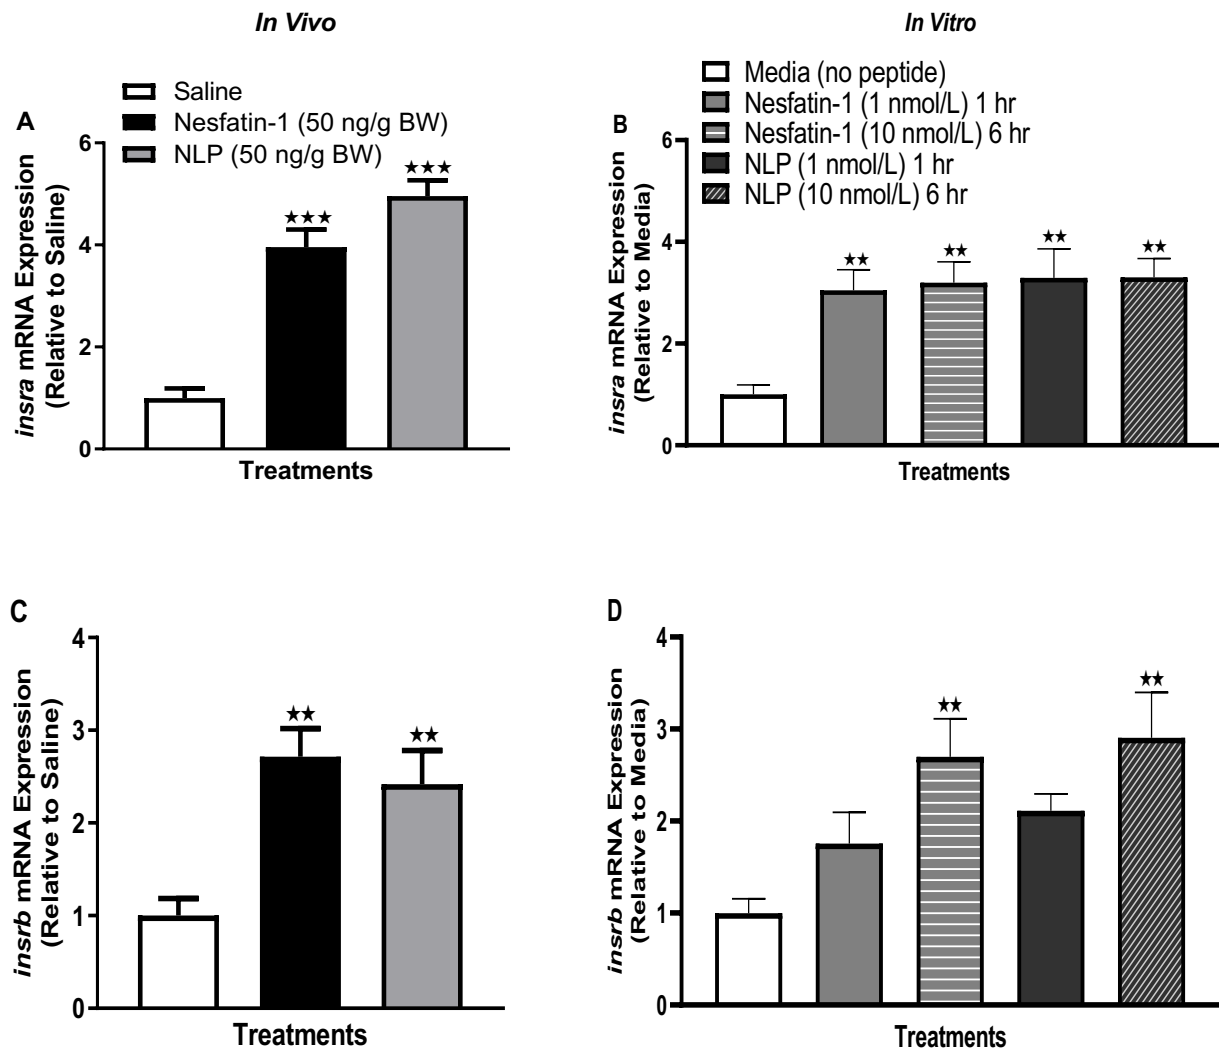 In Vivo
In Vitro
Saline
Nesfatin-1 (50 ng/g BW)
NLP (50 ng/g BW)
Media (no peptide)
Nesfatin-1 (1 nmol/L) 1 hr
Nesfatin-1 (10 nmol/L) 6 hr
NLP (1 nmol/L) 1 hr
NLP (10 nmol/L) 6 hr
A
insra mRNA Expression
(Relative to Saline)
6
4
2
0
★★★
★★★
Treatments
B
insra mRNA Expression
(Relative to Media)
6
4
2
0
★★
★★
★★
★★
Treatments
C
insrb mRNA Expression
(Relative to Saline)
4
3
2
1
0
★★
★★
Treatments
D
insrb mRNA Expression
(Relative to Media)
4
3
2
1
0
★★
★★
Treatments